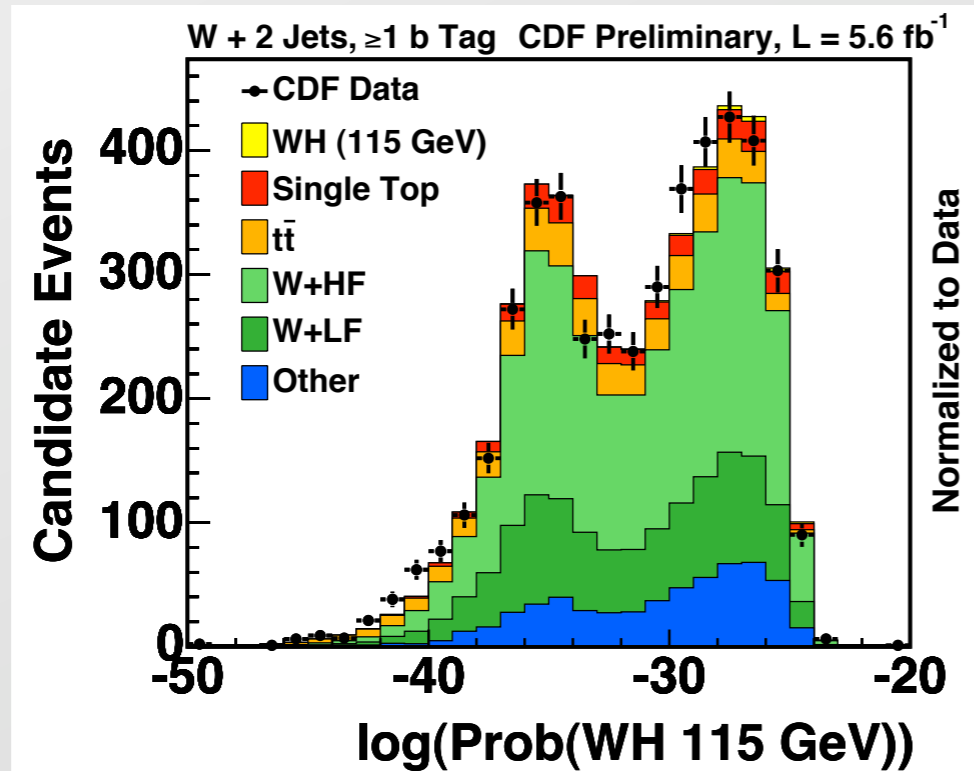 W + 2 Jets, ≥1 b Tag CDF Preliminary, L = 5.6 fb⁻¹
CDF Data
WH (115 GeV)
Single Top
tt̄
W+HF
W+LF
Other
Candidate Events
400
300
200
100
0
-50 -40 -30 -20
log(Prob(WH 115 GeV))
Normalized to Data